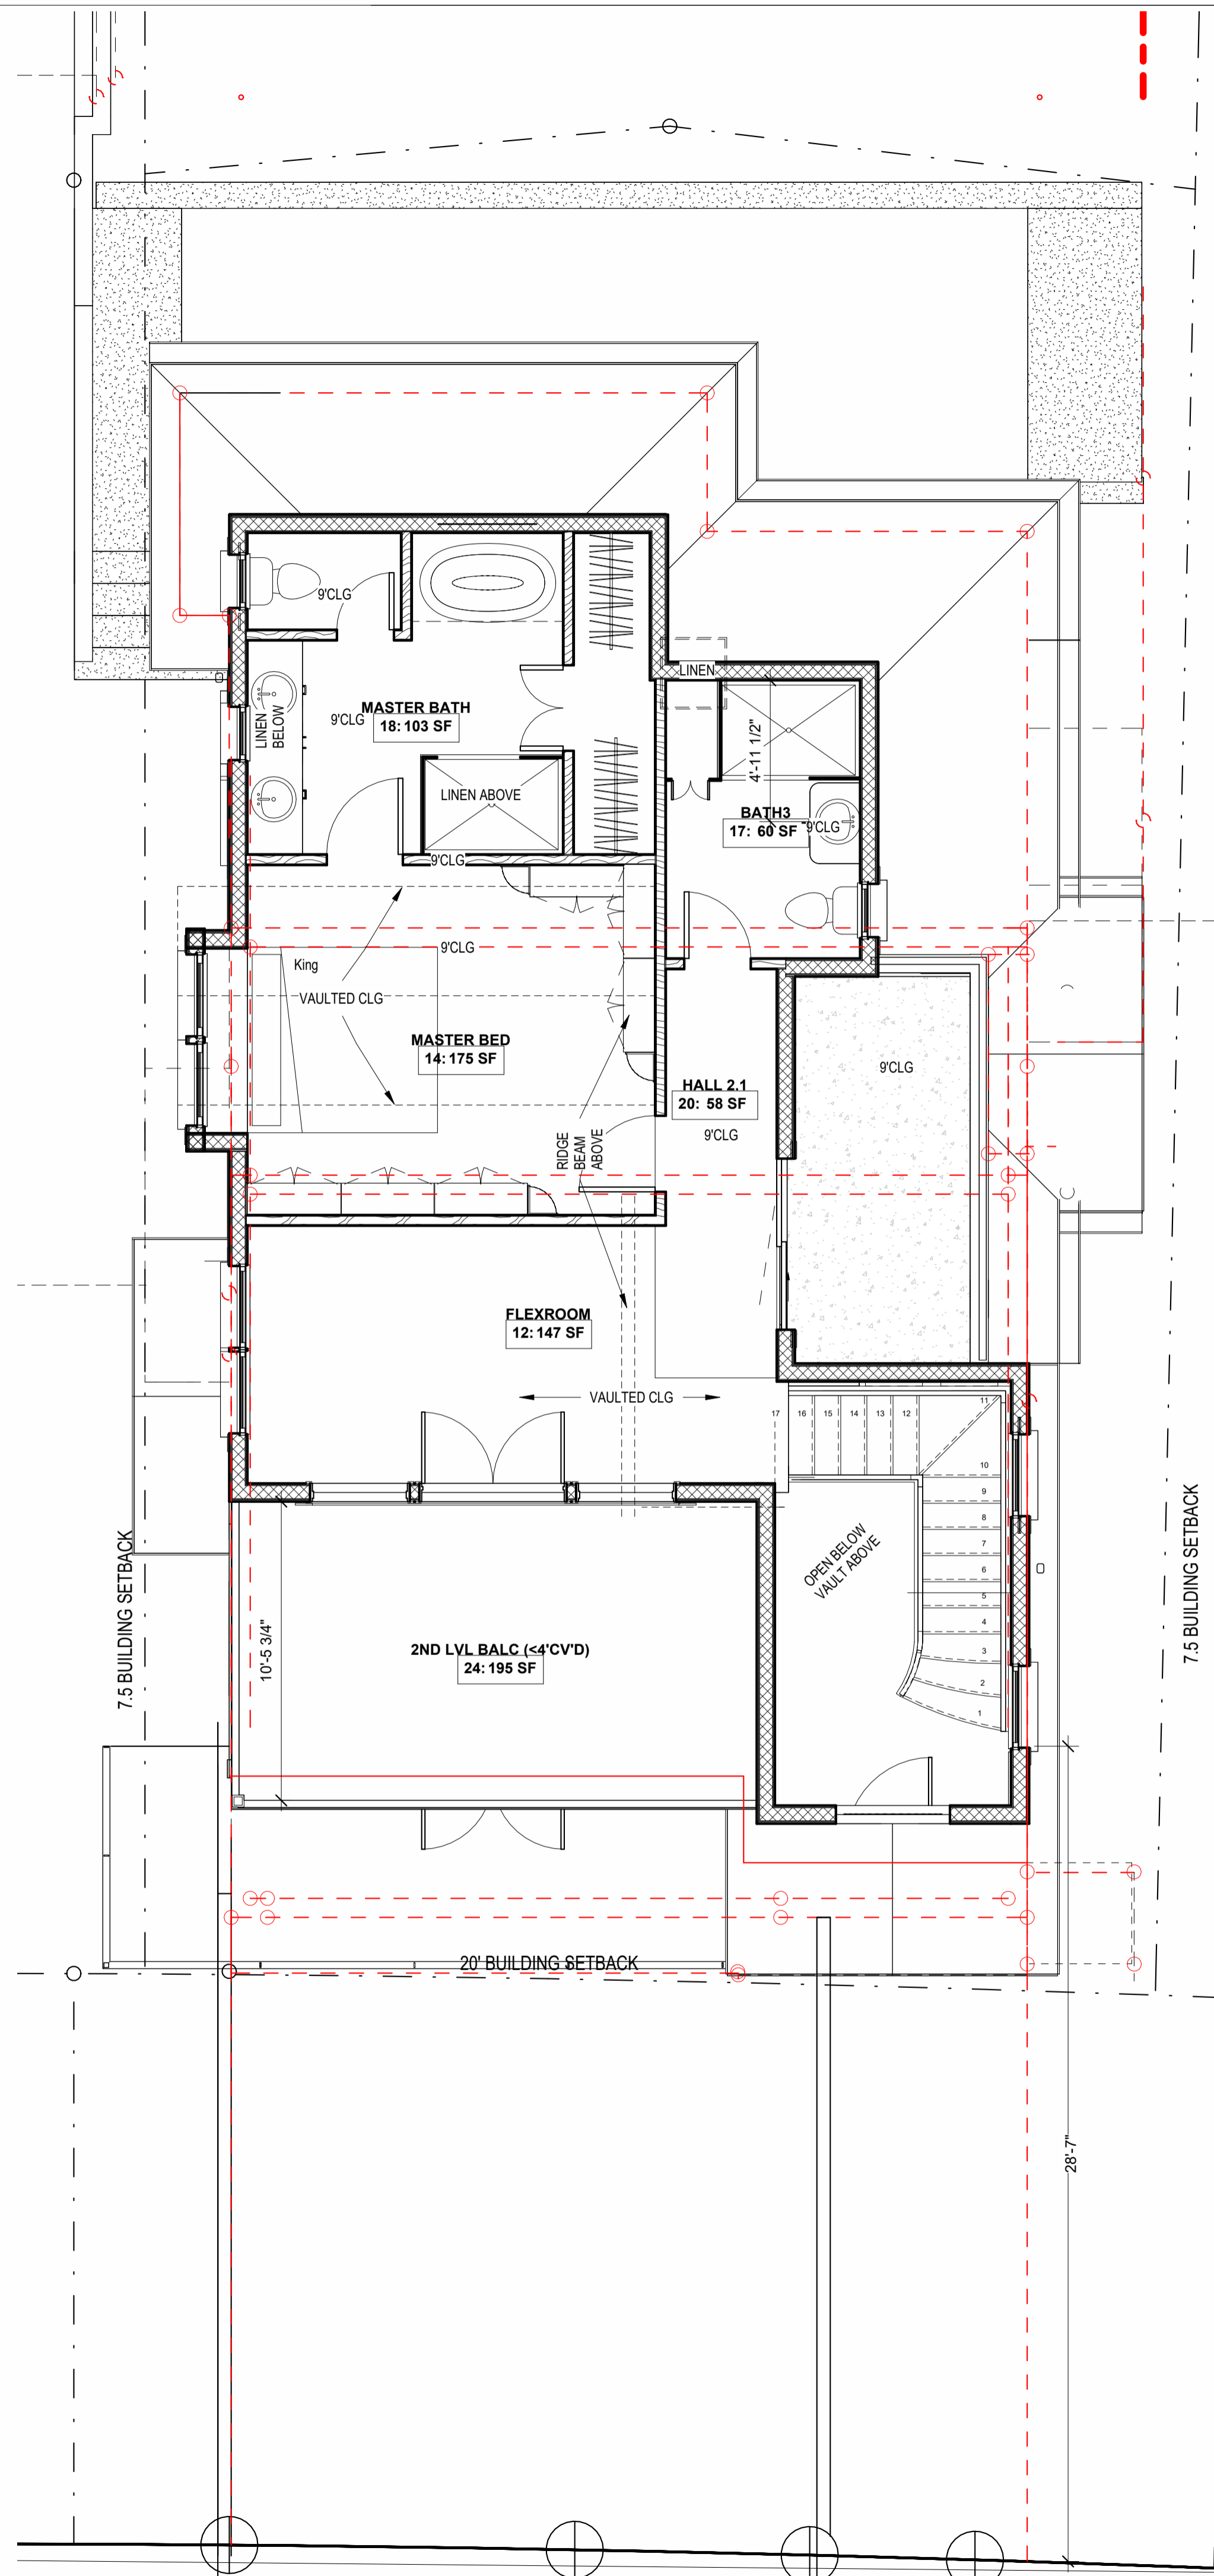 9'CLG
LINEN
LINEN
BELOW
9'CLG
MASTER BATH
18: 103 SF
4'-11 1/2"
LINEN ABOVE
BATH3
17: 60 SF
9'CLG
9'CLG
9'CLG
King
VAULTED CLG
MASTER BED
14: 175 SF
9'CLG
HALL 2.1
20: 58 SF
9'CLG
RIDGE
BEAM
ABOVE
FLEXROOM
12: 147 SF
VAULTED CLG
17
16
15
14
13
12
11
10
9
8
7
6
5
4
3
2
1
OPEN BELOW
VAULT ABOVE
7.5 BUILDING SETBACK
7.5 BUILDING SETBACK
10'-5 3/4"
2ND LVL BALC (<4'CV'D)
24: 195 SF
20' BUILDING SETBACK
28'-7"